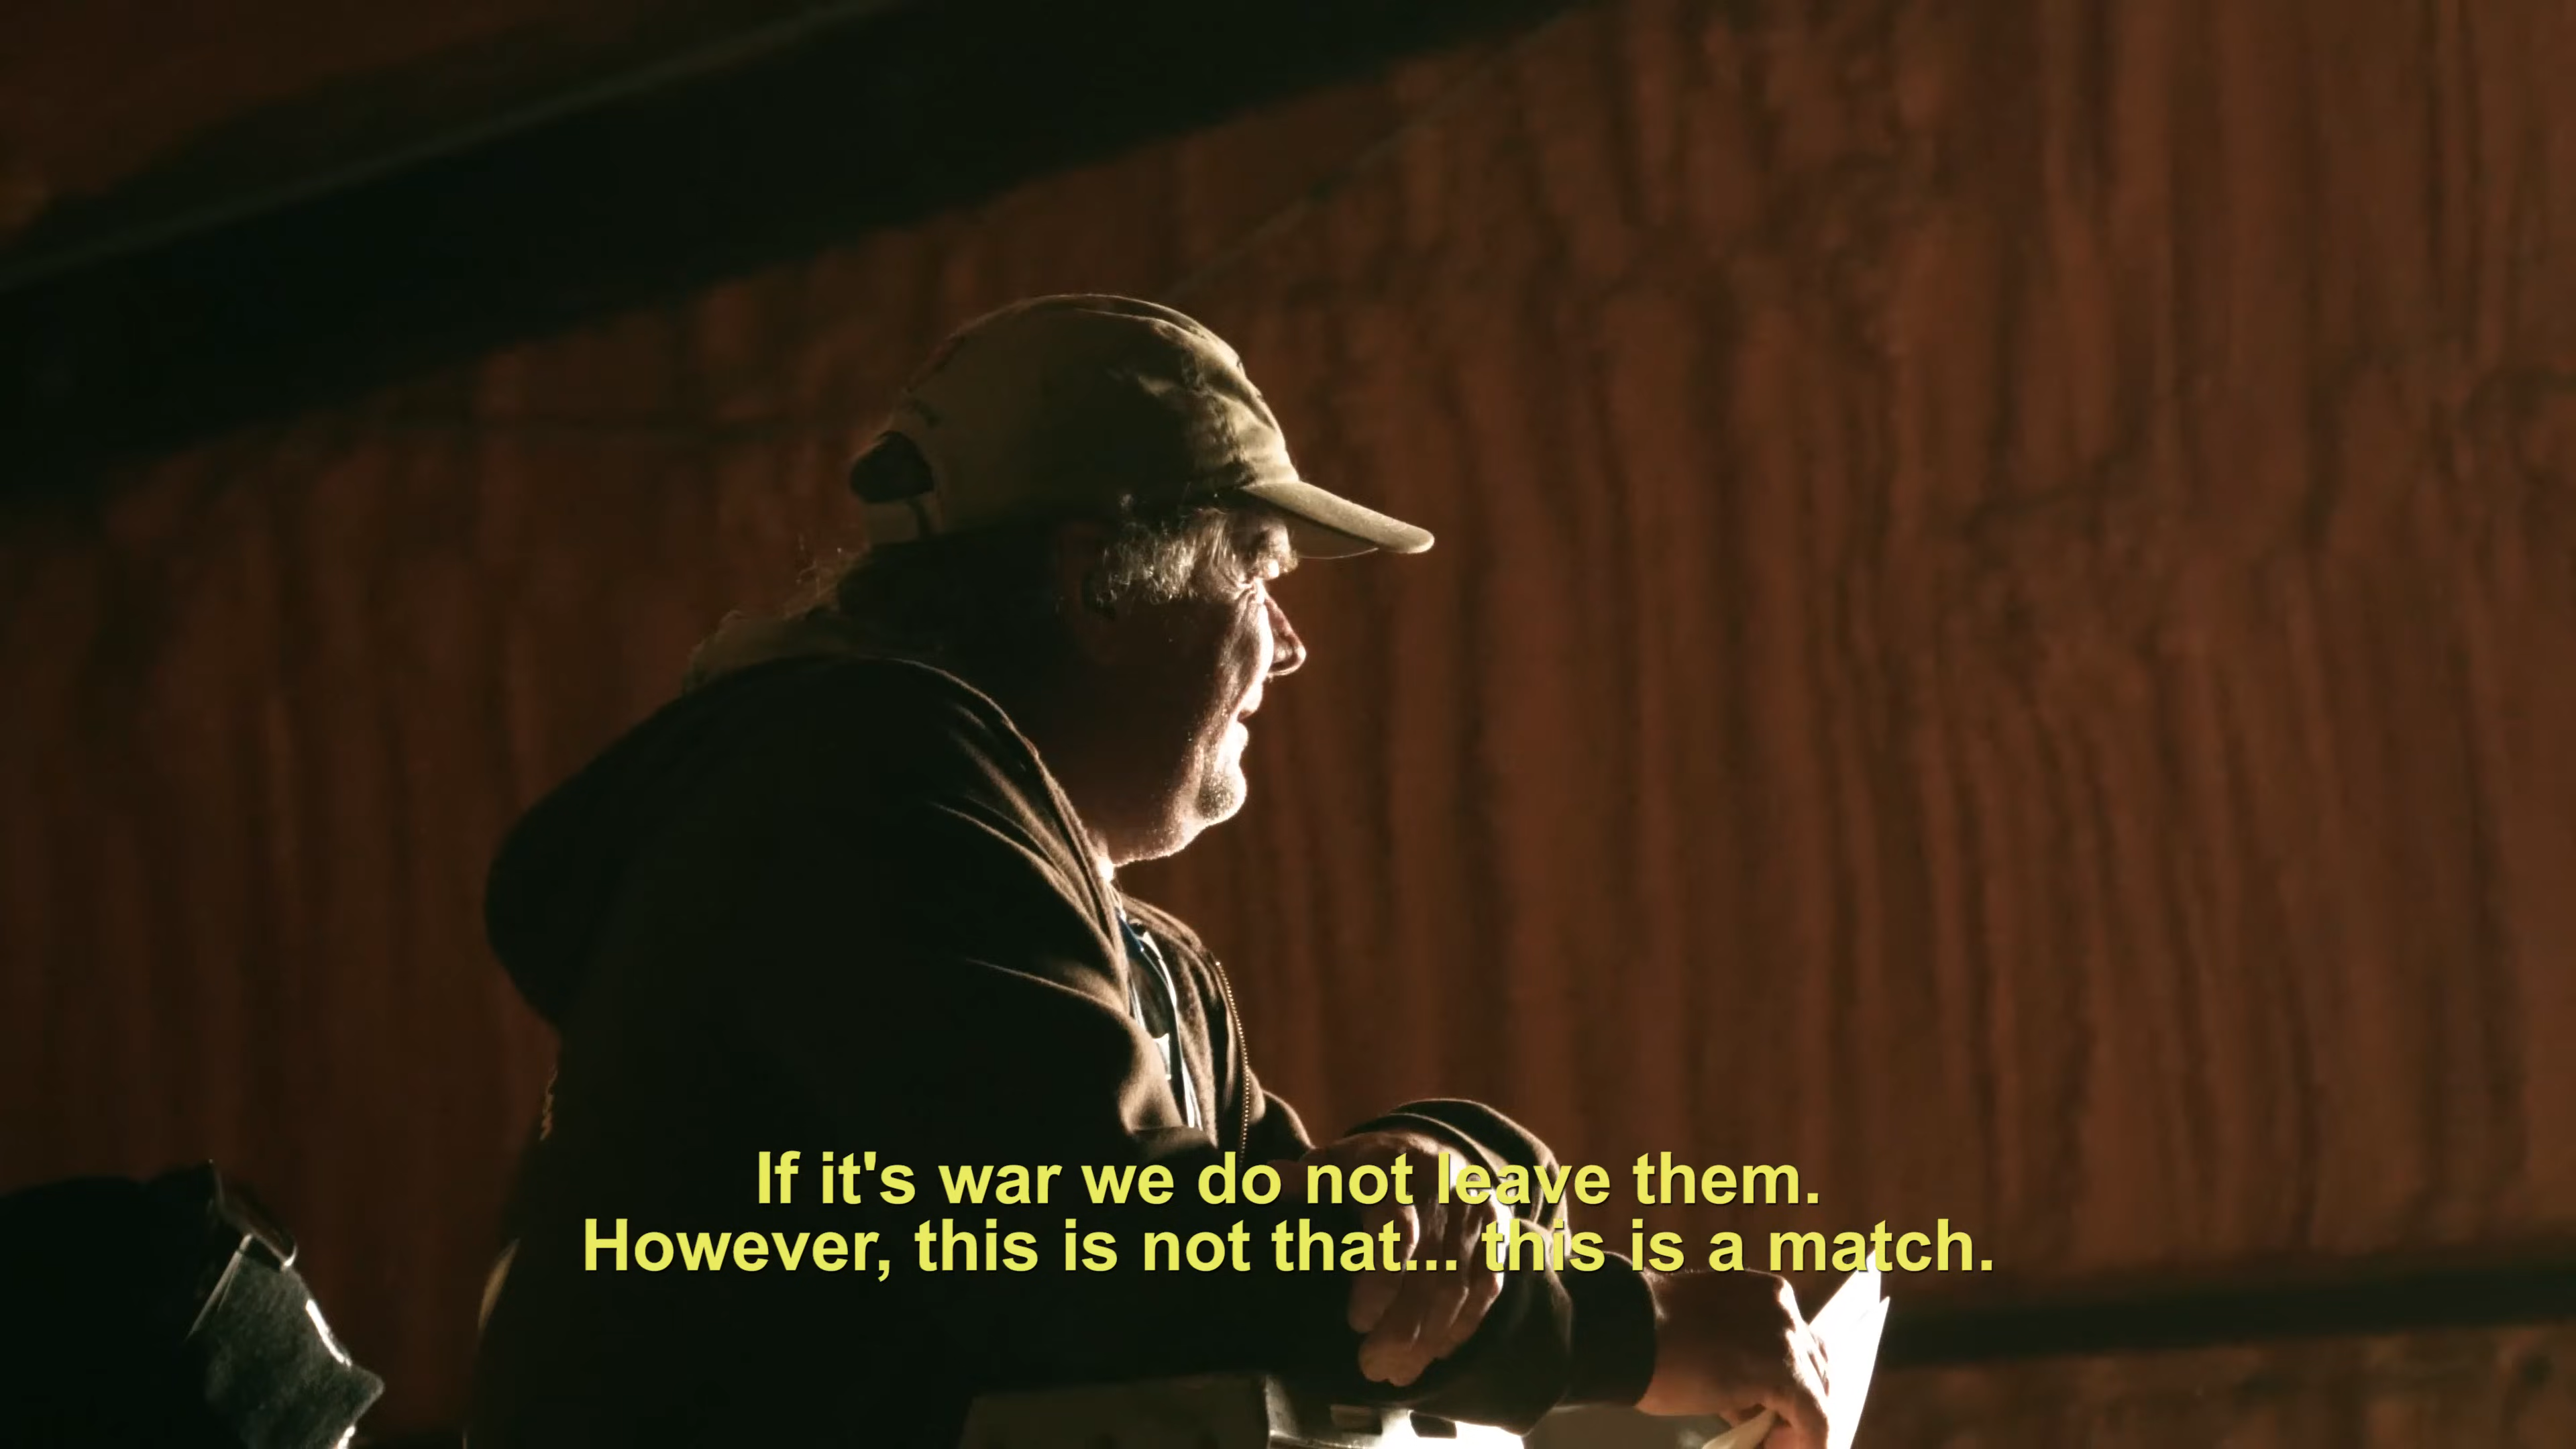 If it's war we do not leave them.
However, this is not that... this is a match.